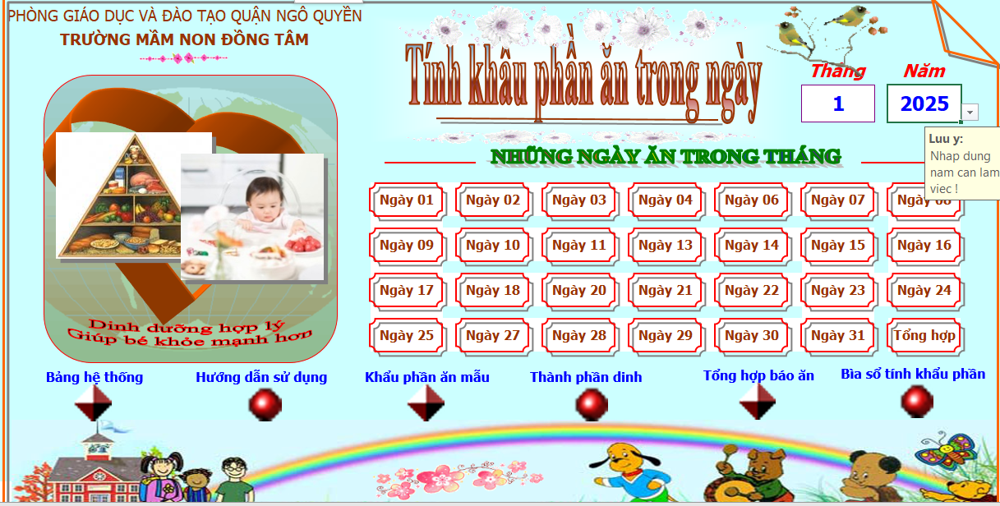 PHÒNG GIÁO DỤC VÀ ĐÀO TẠO QUẬN NGÔ QUYỀN
TRƯỜNG MẦM NON ĐỒNG TÂM
Tính khẩu phần ăn trong ngày
Tháng Năm
1 2025
Luu y:
Nhap dung
nam can lam
viec !
NHỮNG NGÀY ĂN TRONG THÁNG
Ngày 01 Ngày 02 Ngày 03 Ngày 04 Ngày 06 Ngày 07 Ngày 08
Ngày 09 Ngày 10 Ngày 11 Ngày 13 Ngày 14 Ngày 15 Ngày 16
Ngày 17 Ngày 18 Ngày 20 Ngày 21 Ngày 22 Ngày 23 Ngày 24
Ngày 25 Ngày 27 Ngày 28 Ngày 29 Ngày 30 Ngày 31 Tổng hợp
Dinh dưỡng hợp lý
Giúp bé khỏe mạnh hơn
Bảng hệ thống Hướng dẫn sử dụng Khẩu phần ăn mẫu Thành phần dinh Tổng hợp báo ăn Bìa sổ tính khẩu phần